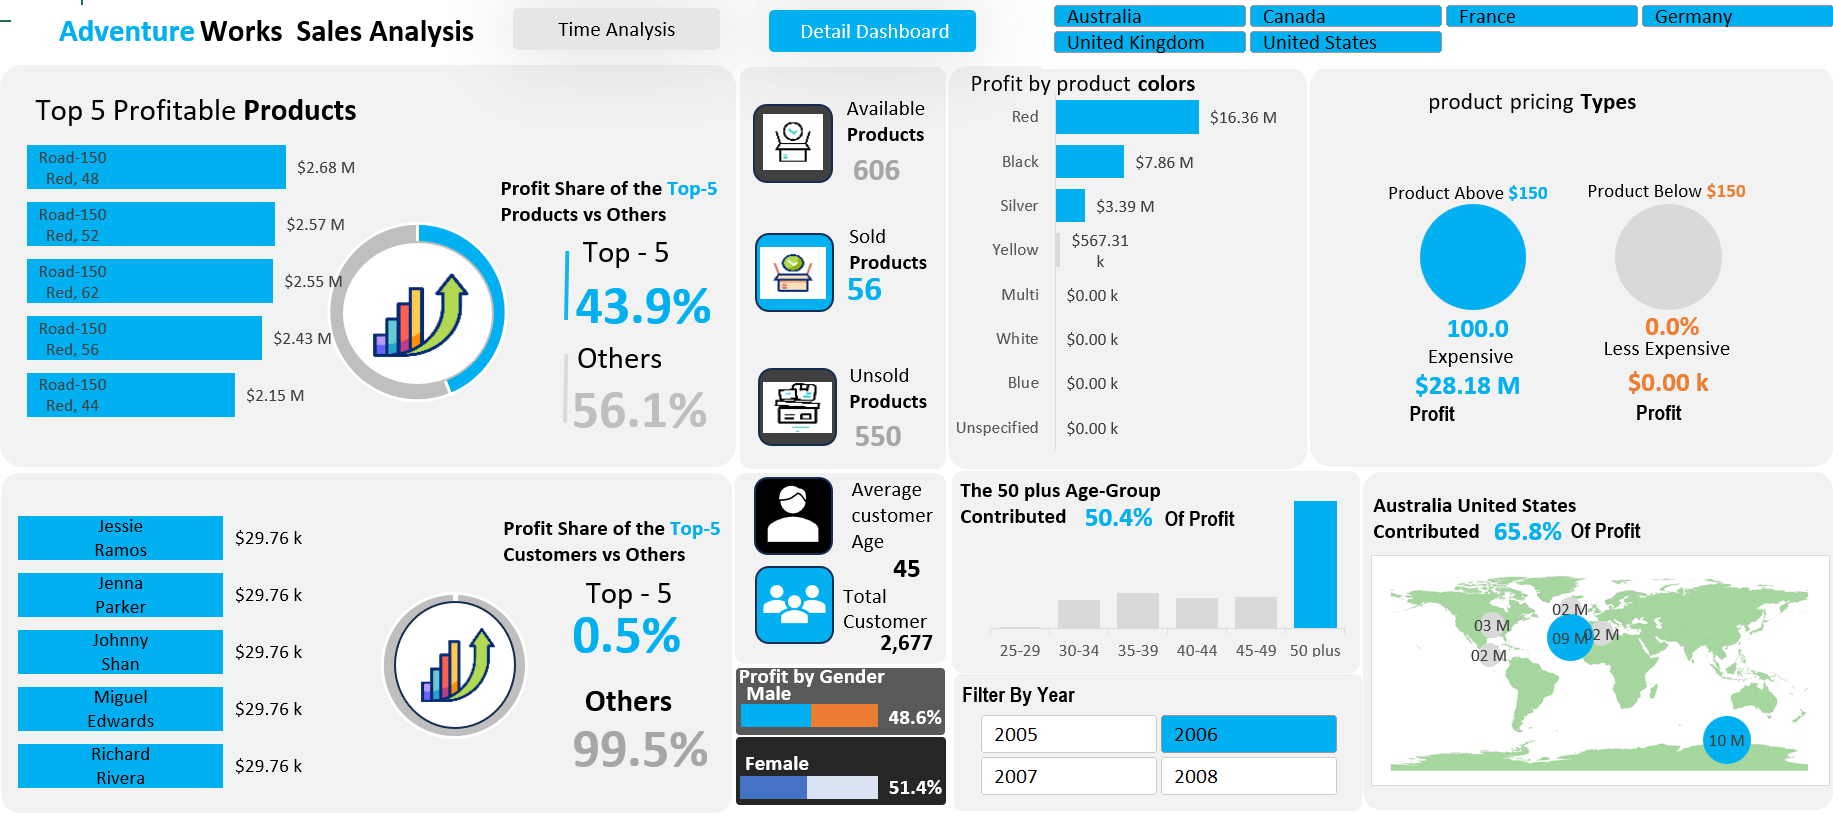 Adventure Works Sales Analysis
Time Analysis
Detail Dashboard
Australia
Canada
France
Germany
United Kingdom
United States
Top 5 Profitable Products
Road-150
Red, 48
$2.68 M
Road-150
Red, 52
$2.57 M
Road-150
Red, 62
$2.55 M
Road-150
Red, 56
$2.43 M
Road-150
Red, 44
$2.15 M
Profit Share of the Top-5
Products vs Others
Top - 5
43.9%
Others
56.1%
Available
Products
606
Sold
Products
56
Unsold
Products
550
Profit by product colors
Red
$16.36 M
Black
$7.86 M
Silver
$3.39 M
Yellow
$567.31
k
Multi
$0.00 k
White
$0.00 k
Blue
$0.00 k
Unspecified
$0.00 k
product pricing Types
Product Above $150
100.0
Expensive
$28.18 M
Profit
Product Below $150
0.0%
Less Expensive
$0.00 k
Profit
Jessie
Ramos
$29.76 k
Jenna
Parker
$29.76 k
Johnny
Shan
$29.76 k
Miguel
Edwards
$29.76 k
Richard
Rivera
$29.76 k
Profit Share of the Top-5
Customers vs Others
Top - 5
0.5%
Others
99.5%
Average
customer
Age
45
Total
Customer
2,677
Profit by Gender
Male
48.6%
Female
51.4%
The 50 plus Age-Group
Contributed 50.4% Of Profit
25-29
30-34
35-39
40-44
45-49
50 plus
Filter By Year
2005
2006
2007
2008
Australia United States
Contributed 65.8% Of Profit
02 M
03 M
09 M
02 M
02 M
10 M